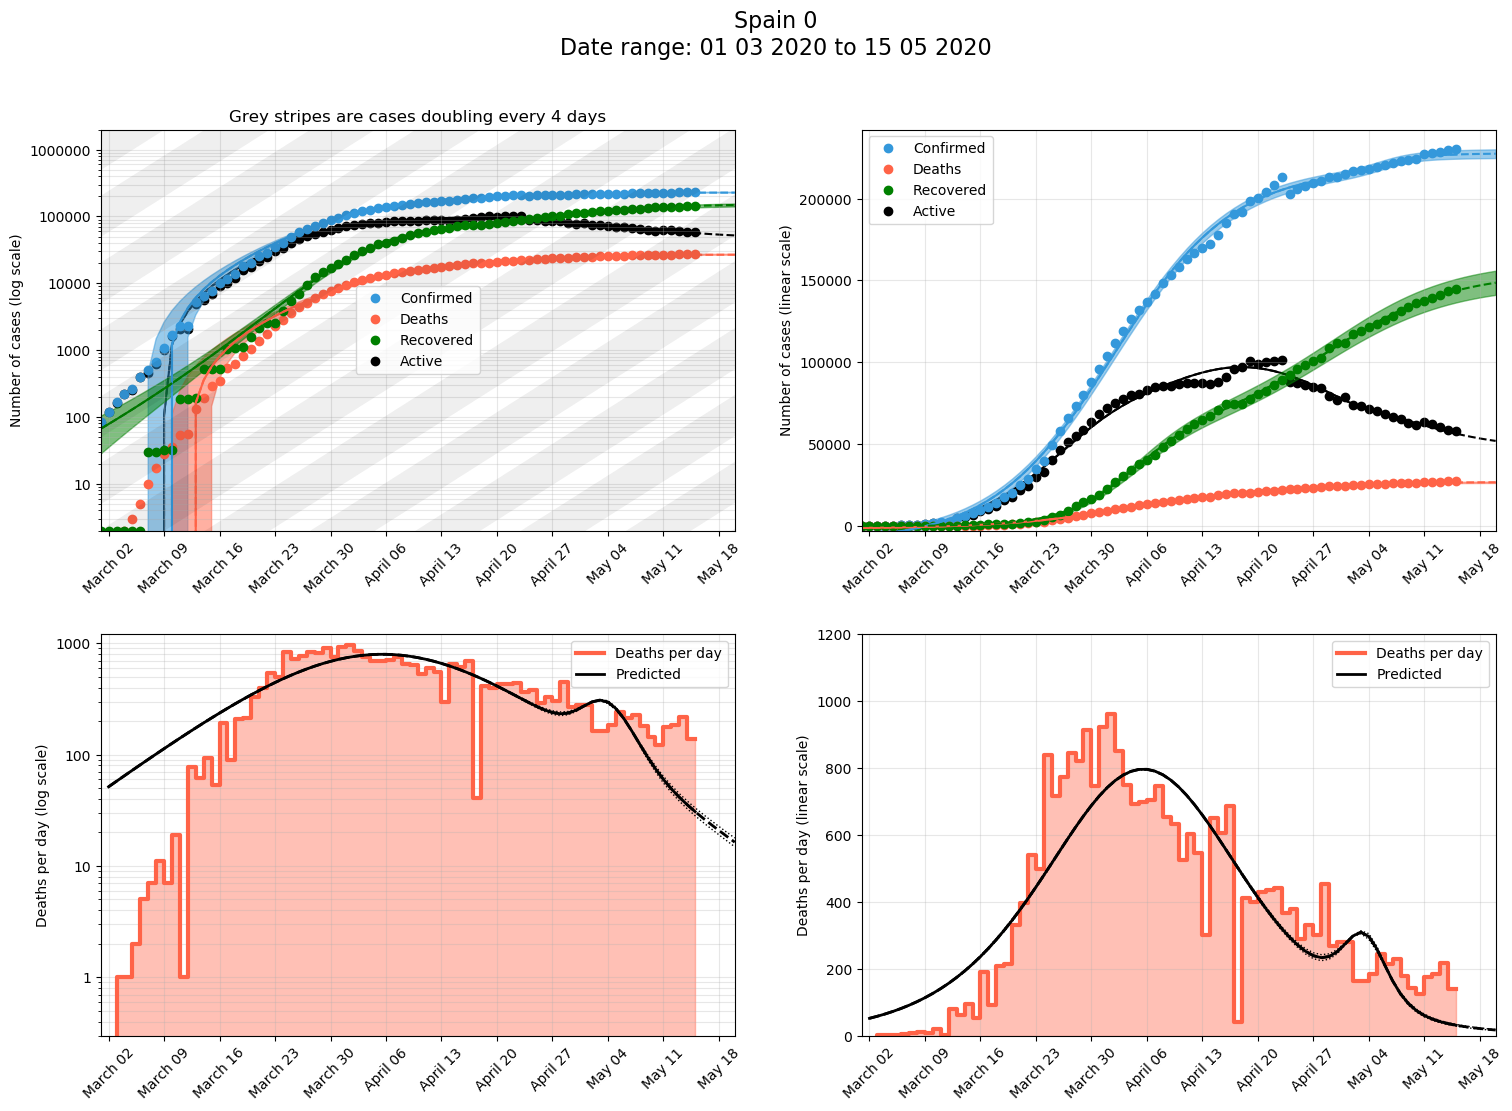 Spain 0
Date range: 01 03 2020 to 15 05 2020
Grey stripes are cases doubling every 4 days
Number of cases (log scale)
1000000
100000
10000
1000
100
10
Confirmed
Deaths
Recovered
Active
March 02
March 09
March 16
March 23
March 30
April 06
April 13
April 20
April 27
May 04
May 11
May 18
Number of cases (linear scale)
200000
150000
100000
50000
0
Confirmed
Deaths
Recovered
Active
March 02
March 09
March 16
March 23
March 30
April 06
April 13
April 20
April 27
May 04
May 11
May 18
Deaths per day (log scale)
1000
100
10
1
Deaths per day
Predicted
March 02
March 09
March 16
March 23
March 30
April 06
April 13
April 20
April 27
May 04
May 11
May 18
Deaths per day (linear scale)
1200
1000
800
600
400
200
0
Deaths per day
Predicted
March 02
March 09
March 16
March 23
March 30
April 06
April 13
April 20
April 27
May 04
May 11
May 18